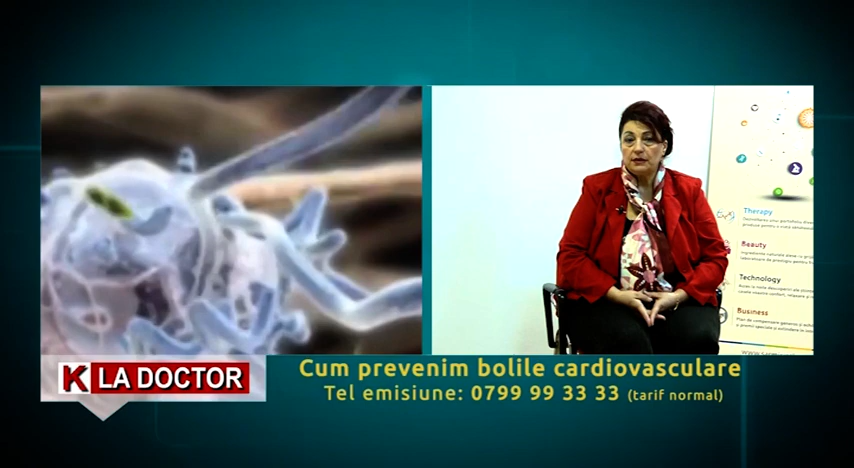 Therapy
Beauty
Technology
Business
K LA DOCTOR
Cum prevenim bolile cardiovasculare
Tel emisiune: 0799 99 33 33 (tarif normal)